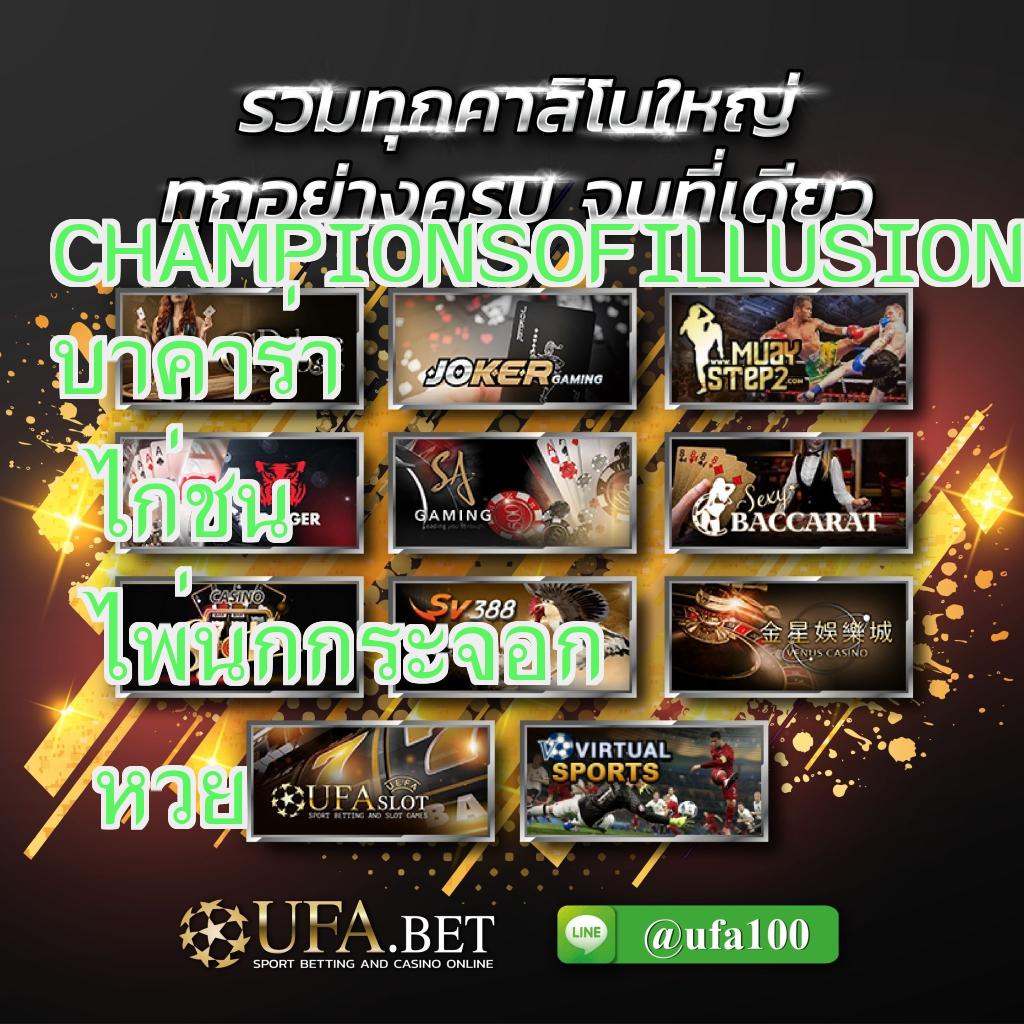 รวมทุกคาสิโนใหญ่
ทุกอย่างครบ จบที่เดียว
CHAMPIONSOFILLUSION
บาคาร่า
JOKER GAMING
MUAY
STEP2.COM
ไก่ชน
GER
SA
GAMING
Sexy
BACCARAT
CASINO
SV388
ไพ่นกกระจอก
金星娛樂城
VENUS CASINO
หวย
UEFA
UFASLOT
SPORT BETTING AND SLOT GAMES
VIRTUAL
SPORTS
UFA.BET
SPORT BETTING AND CASINO ONLINE
LINE
@ufa100